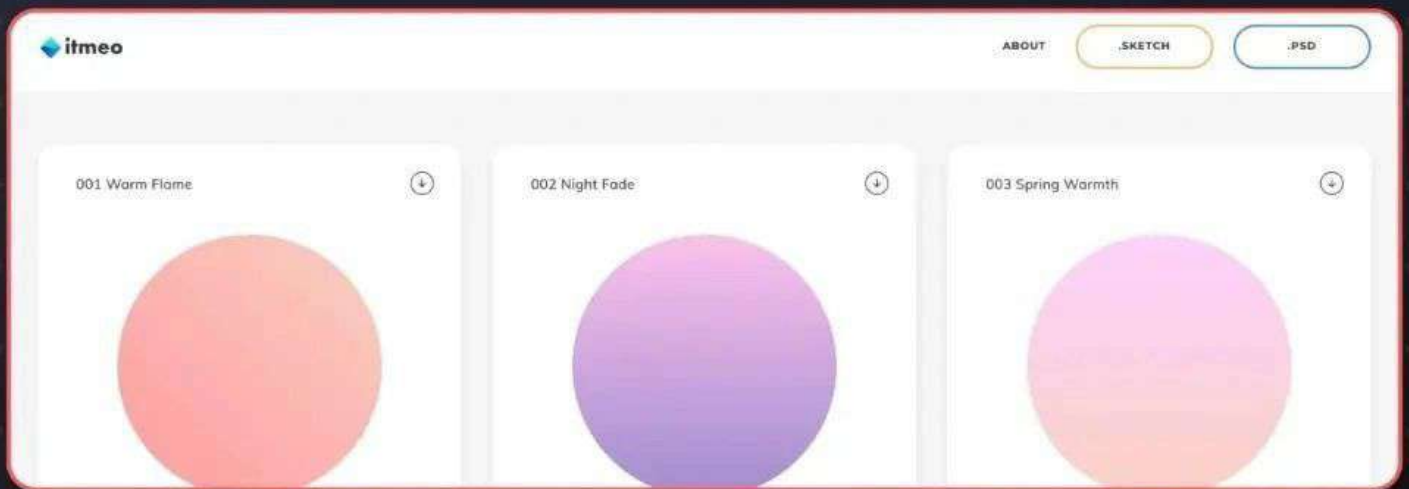 itmeo
ABOUT
.SKETCH
.PSD
001 Warm Flame
002 Night Fade
003 Spring Warmth